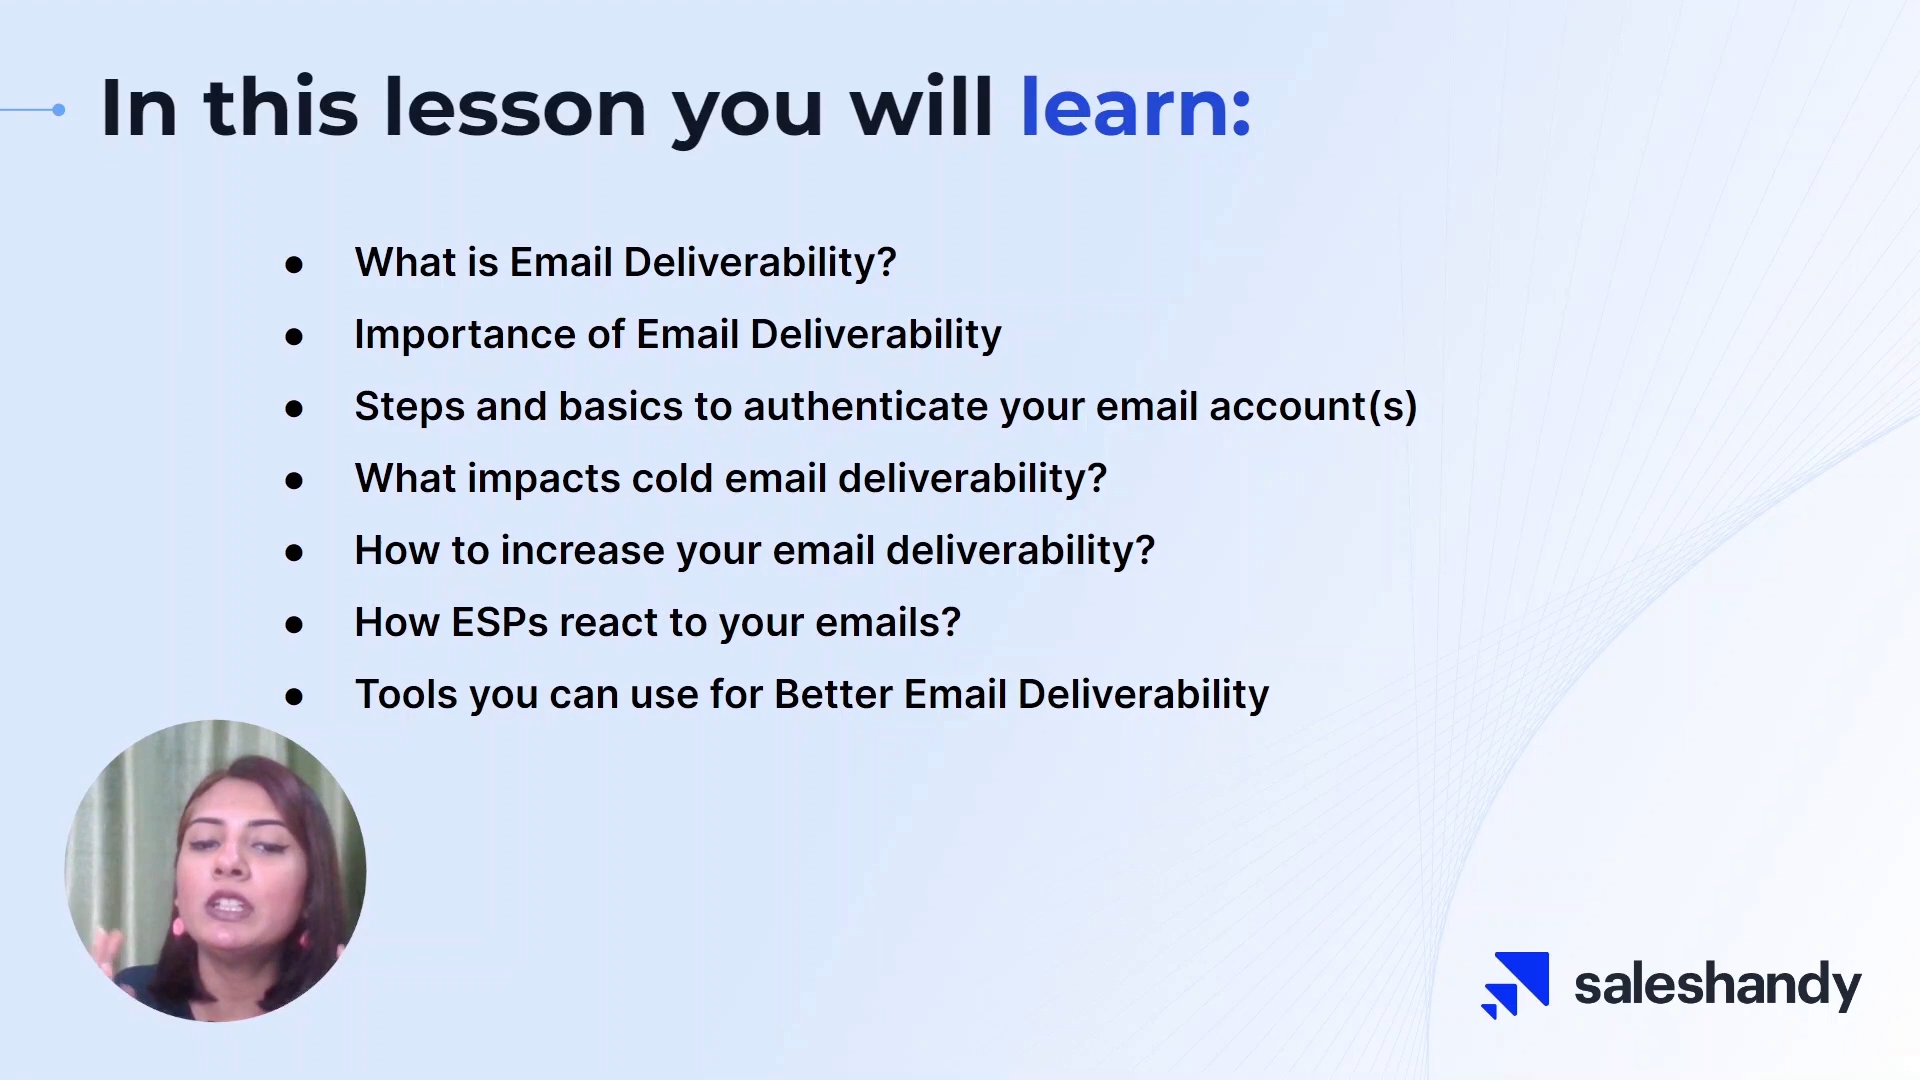 In this lesson you will learn:
● What is Email Deliverability?
● Importance of Email Deliverability
● Steps and basics to authenticate your email account(s)
● What impacts cold email deliverability?
● How to increase your email deliverability?
● How ESPs react to your emails?
● Tools you can use for Better Email Deliverability
saleshandy